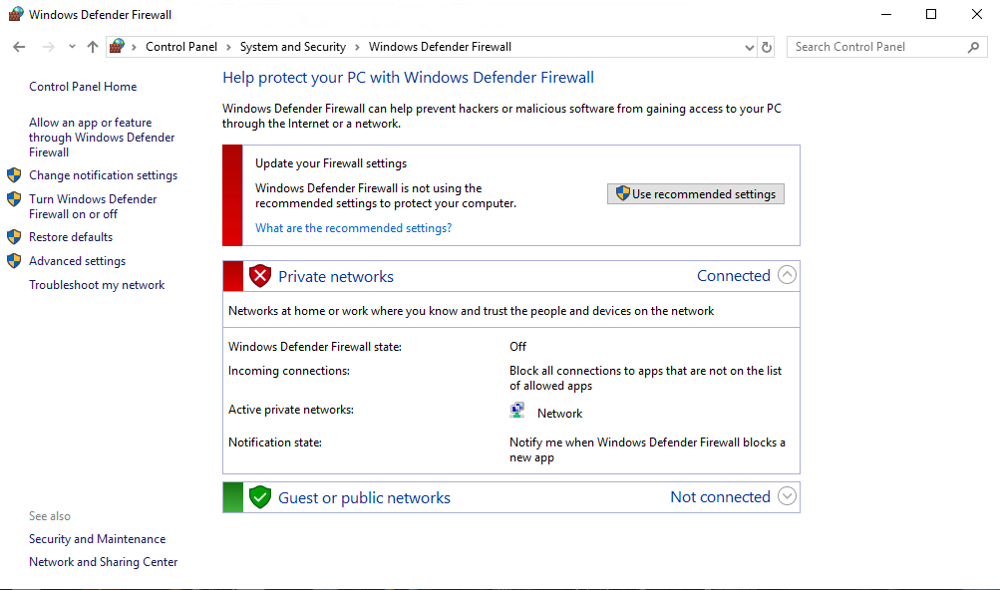 Windows Defender Firewall
Control Panel > System and Security > Windows Defender Firewall
Search Control Panel
Control Panel Home
Allow an app or feature
through Windows Defender
Firewall
Change notification settings
Turn Windows Defender
Firewall on or off
Restore defaults
Advanced settings
Troubleshoot my network
See also
Security and Maintenance
Network and Sharing Center
Help protect your PC with Windows Defender Firewall
Windows Defender Firewall can help prevent hackers or malicious software from gaining access to your PC
through the Internet or a network.
Update your Firewall settings
Windows Defender Firewall is not using the
recommended settings to protect your computer.
What are the recommended settings?
Use recommended settings
Private networks Connected
Networks at home or work where you know and trust the people and devices on the network
Windows Defender Firewall state: Off
Incoming connections: Block all connections to apps that are not on the list
of allowed apps
Active private networks: Network
Notification state: Notify me when Windows Defender Firewall blocks a
new app
Guest or public networks Not connected